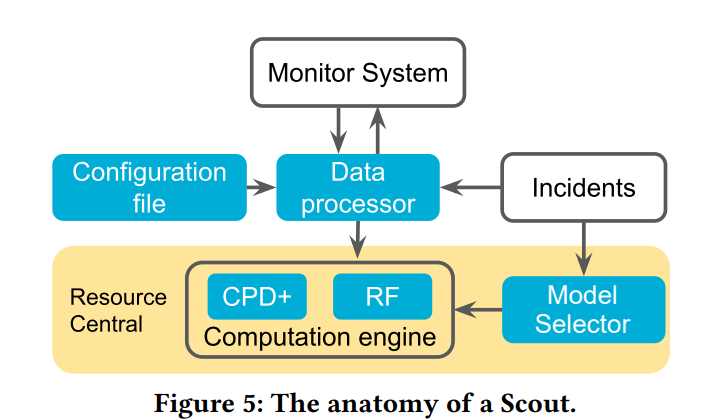 Monitor System
Configuration
file
Data
processor
Incidents
Resource
Central
CPD+
RF
Computation engine
Model
Selector
Figure 5: The anatomy of a Scout.